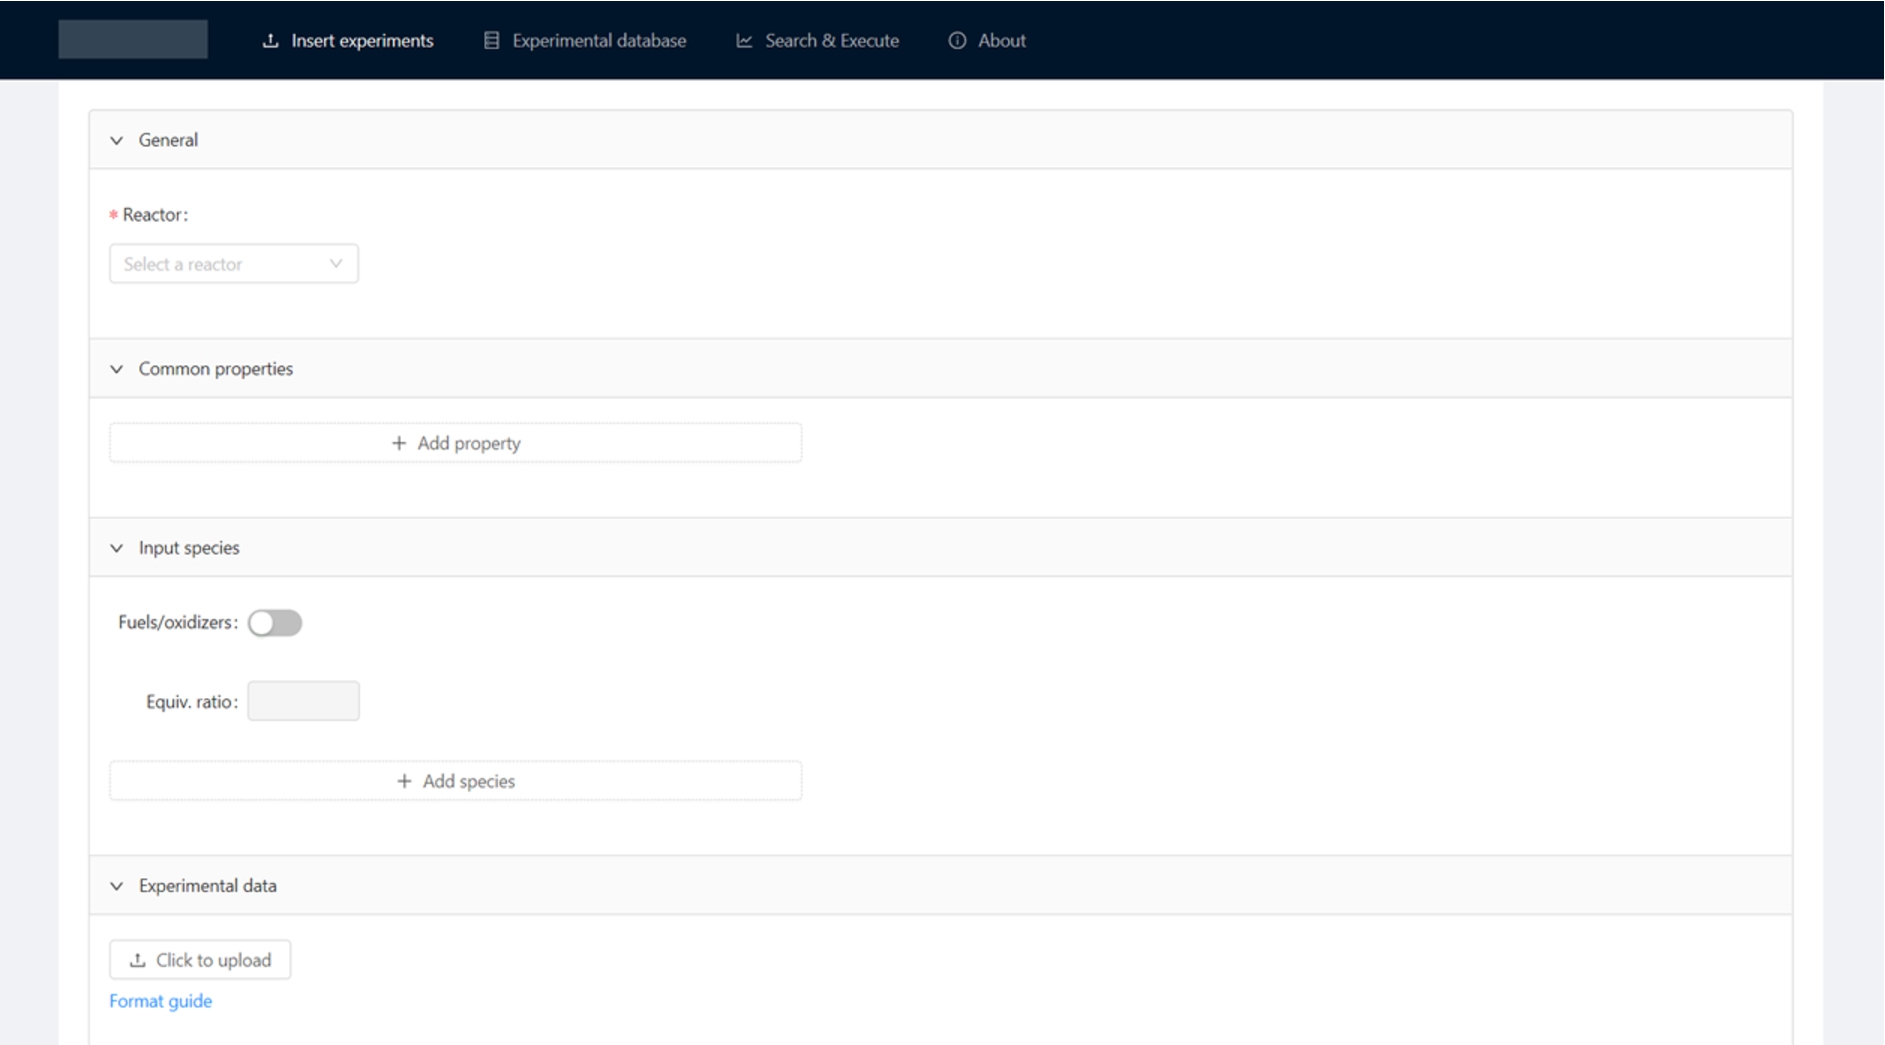 Insert experiments Experimental database Search & Execute About
General
* Reactor:
Select a reactor
Common properties
+ Add property
Input species
Fuels/oxidizers:
Equiv. ratio:
+ Add species
Experimental data
Click to upload
Format guide